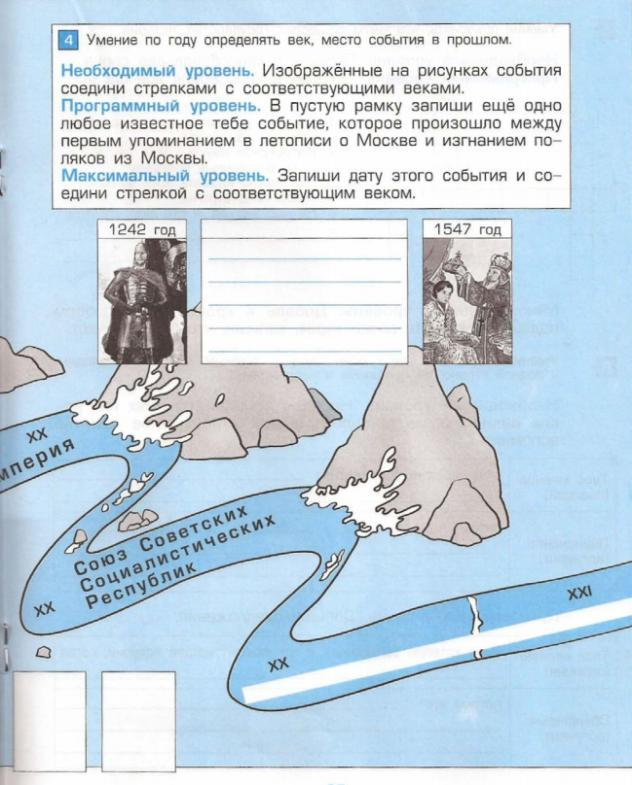 4 Умение по году определять век, место события в прошлом.
Необходимый уровень. Изображённые на рисунках события
соедини стрелками с соответствующими веками.
Программный уровень. В пустую рамку запиши ещё одно
любое известное тебе событие, которое произошло между
первым упоминанием в летописи о Москве и изгнанием по-
ляков из Москвы.
Максимальный уровень. Запиши дату этого события и со-
едини стрелкой с соответствующим веком.
1242 год
1547 год
XX
мперия
Союз Советских
Социалистических
Республик
XX
XXI
XX